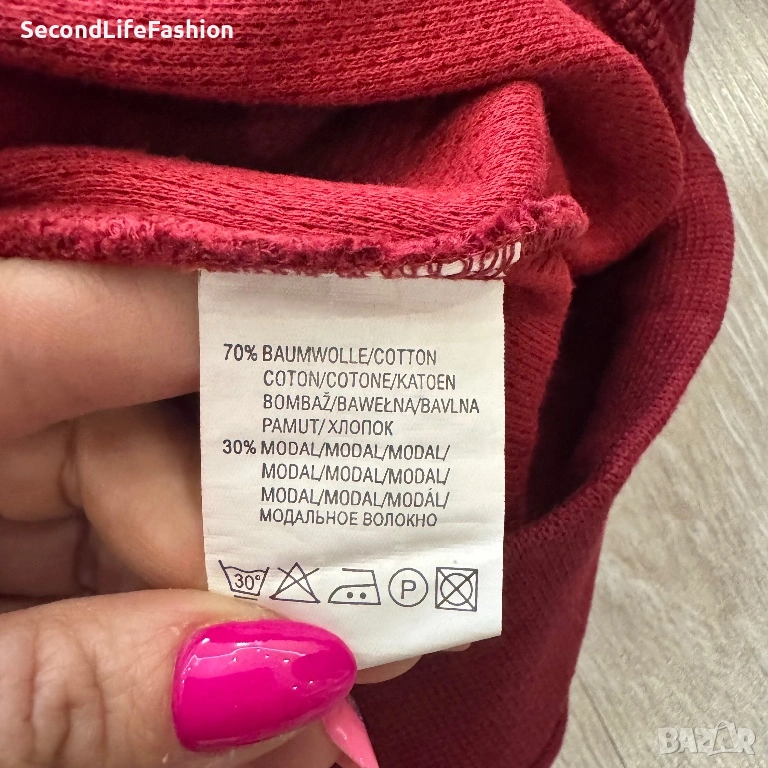 SecondLifeFashion
70% BAUMWOLLE/COTTON
COTON/COTONE/KATOEN
BOMBAŽ/BAWEŁNA/BAVLNA
PAMUT/ХЛОПОК
30% MODAL/MODAL/MODAL/
MODAL/MODAL/MODAL/
MODAL/MODAL/MODÁL/
МОДАЛЬНОЕ ВОЛОКНО
30°
P
BAZAR